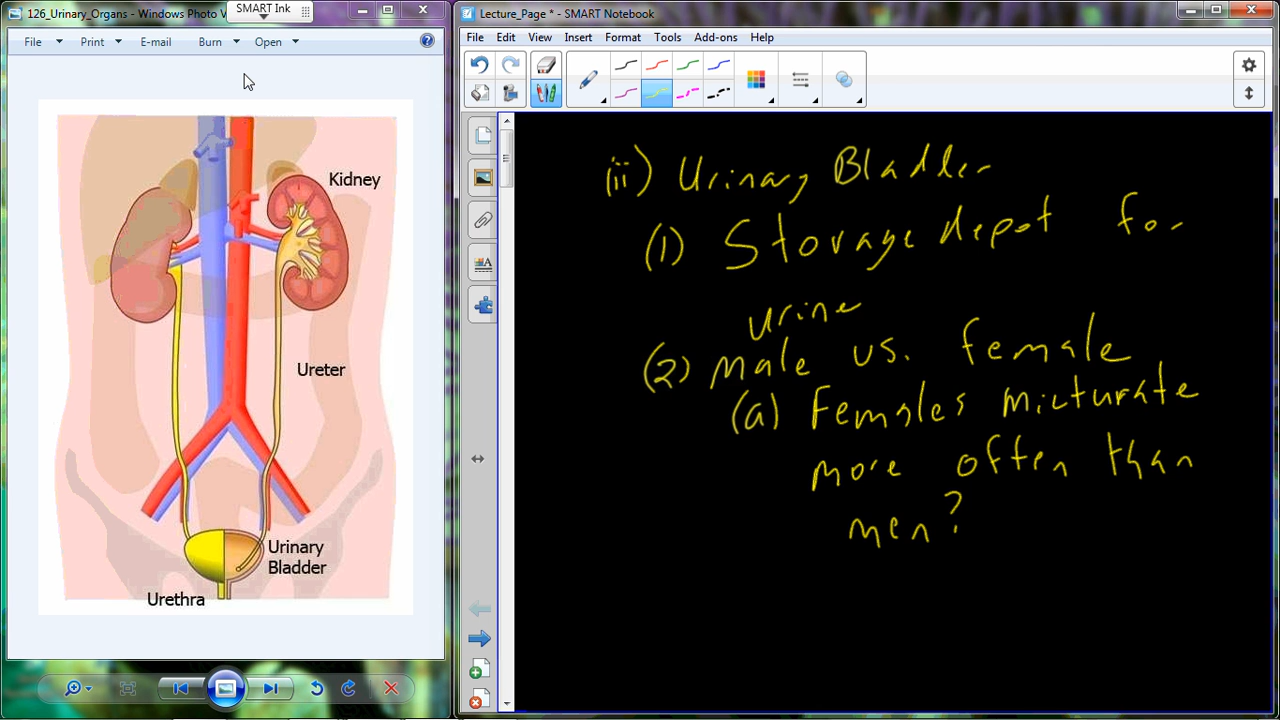 126_Urinary_Organs - Windows Photo V
SMART Ink
File Print E-mail Burn Open
Kidney
Ureter
Urinary
Bladder
Urethra
Lecture_Page * - SMART Notebook
File Edit View Insert Format Tools Add-ons Help
(ii) Urinary Bladder
(1) Storage depot for
urine
(2) Male vs. female
(a) Females micturate
more often than
men?